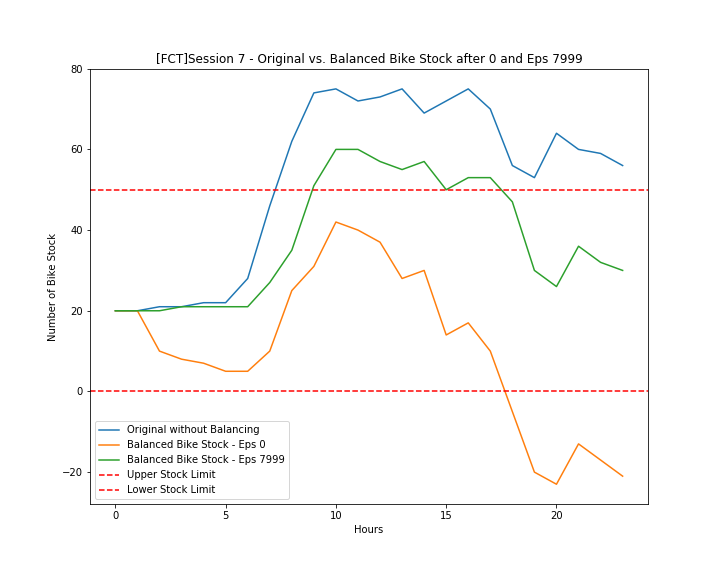 [FCT]Session 7 - Original vs. Balanced Bike Stock after 0 and Eps 7999
80
60
40
20
0
−20
Number of Bike Stock
Original without Balancing
Balanced Bike Stock - Eps 0
Balanced Bike Stock - Eps 7999
Upper Stock Limit
Lower Stock Limit
0 5 10 15 20
Hours